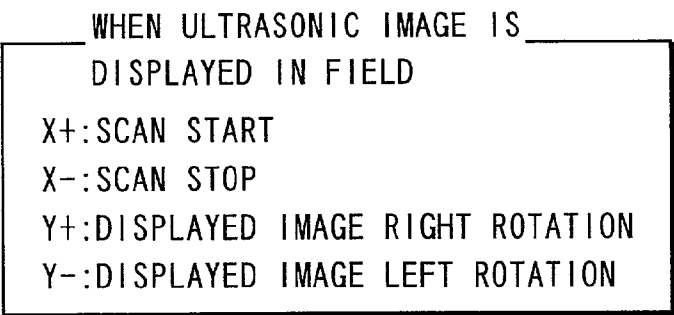 WHEN ULTRASONIC IMAGE IS
DISPLAYED IN FIELD
X+:SCAN START
X-:SCAN STOP
Y+:DISPLAYED IMAGE RIGHT ROTATION
Y-:DISPLAYED IMAGE LEFT ROTATION